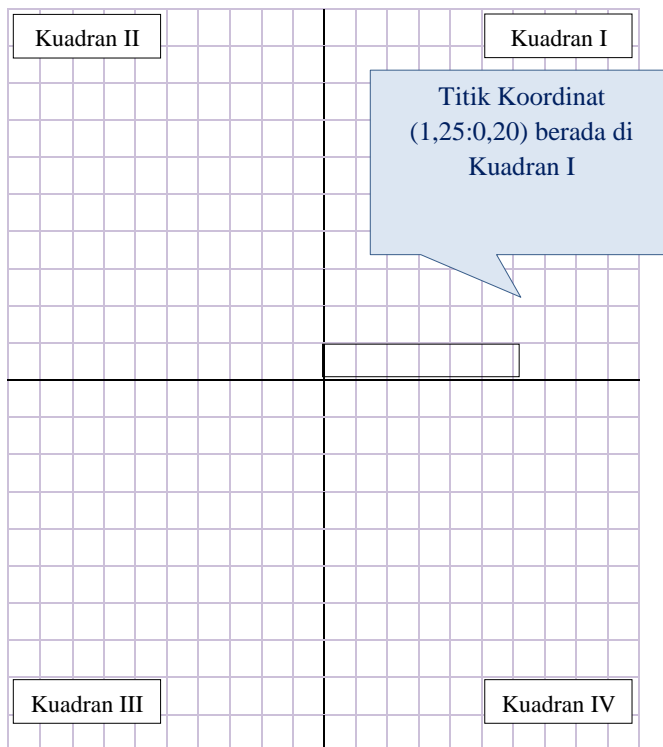 Kuadran II
Kuadran I
Titik Koordinat
(1,25:0,20) berada di
Kuadran I
Kuadran III
Kuadran IV